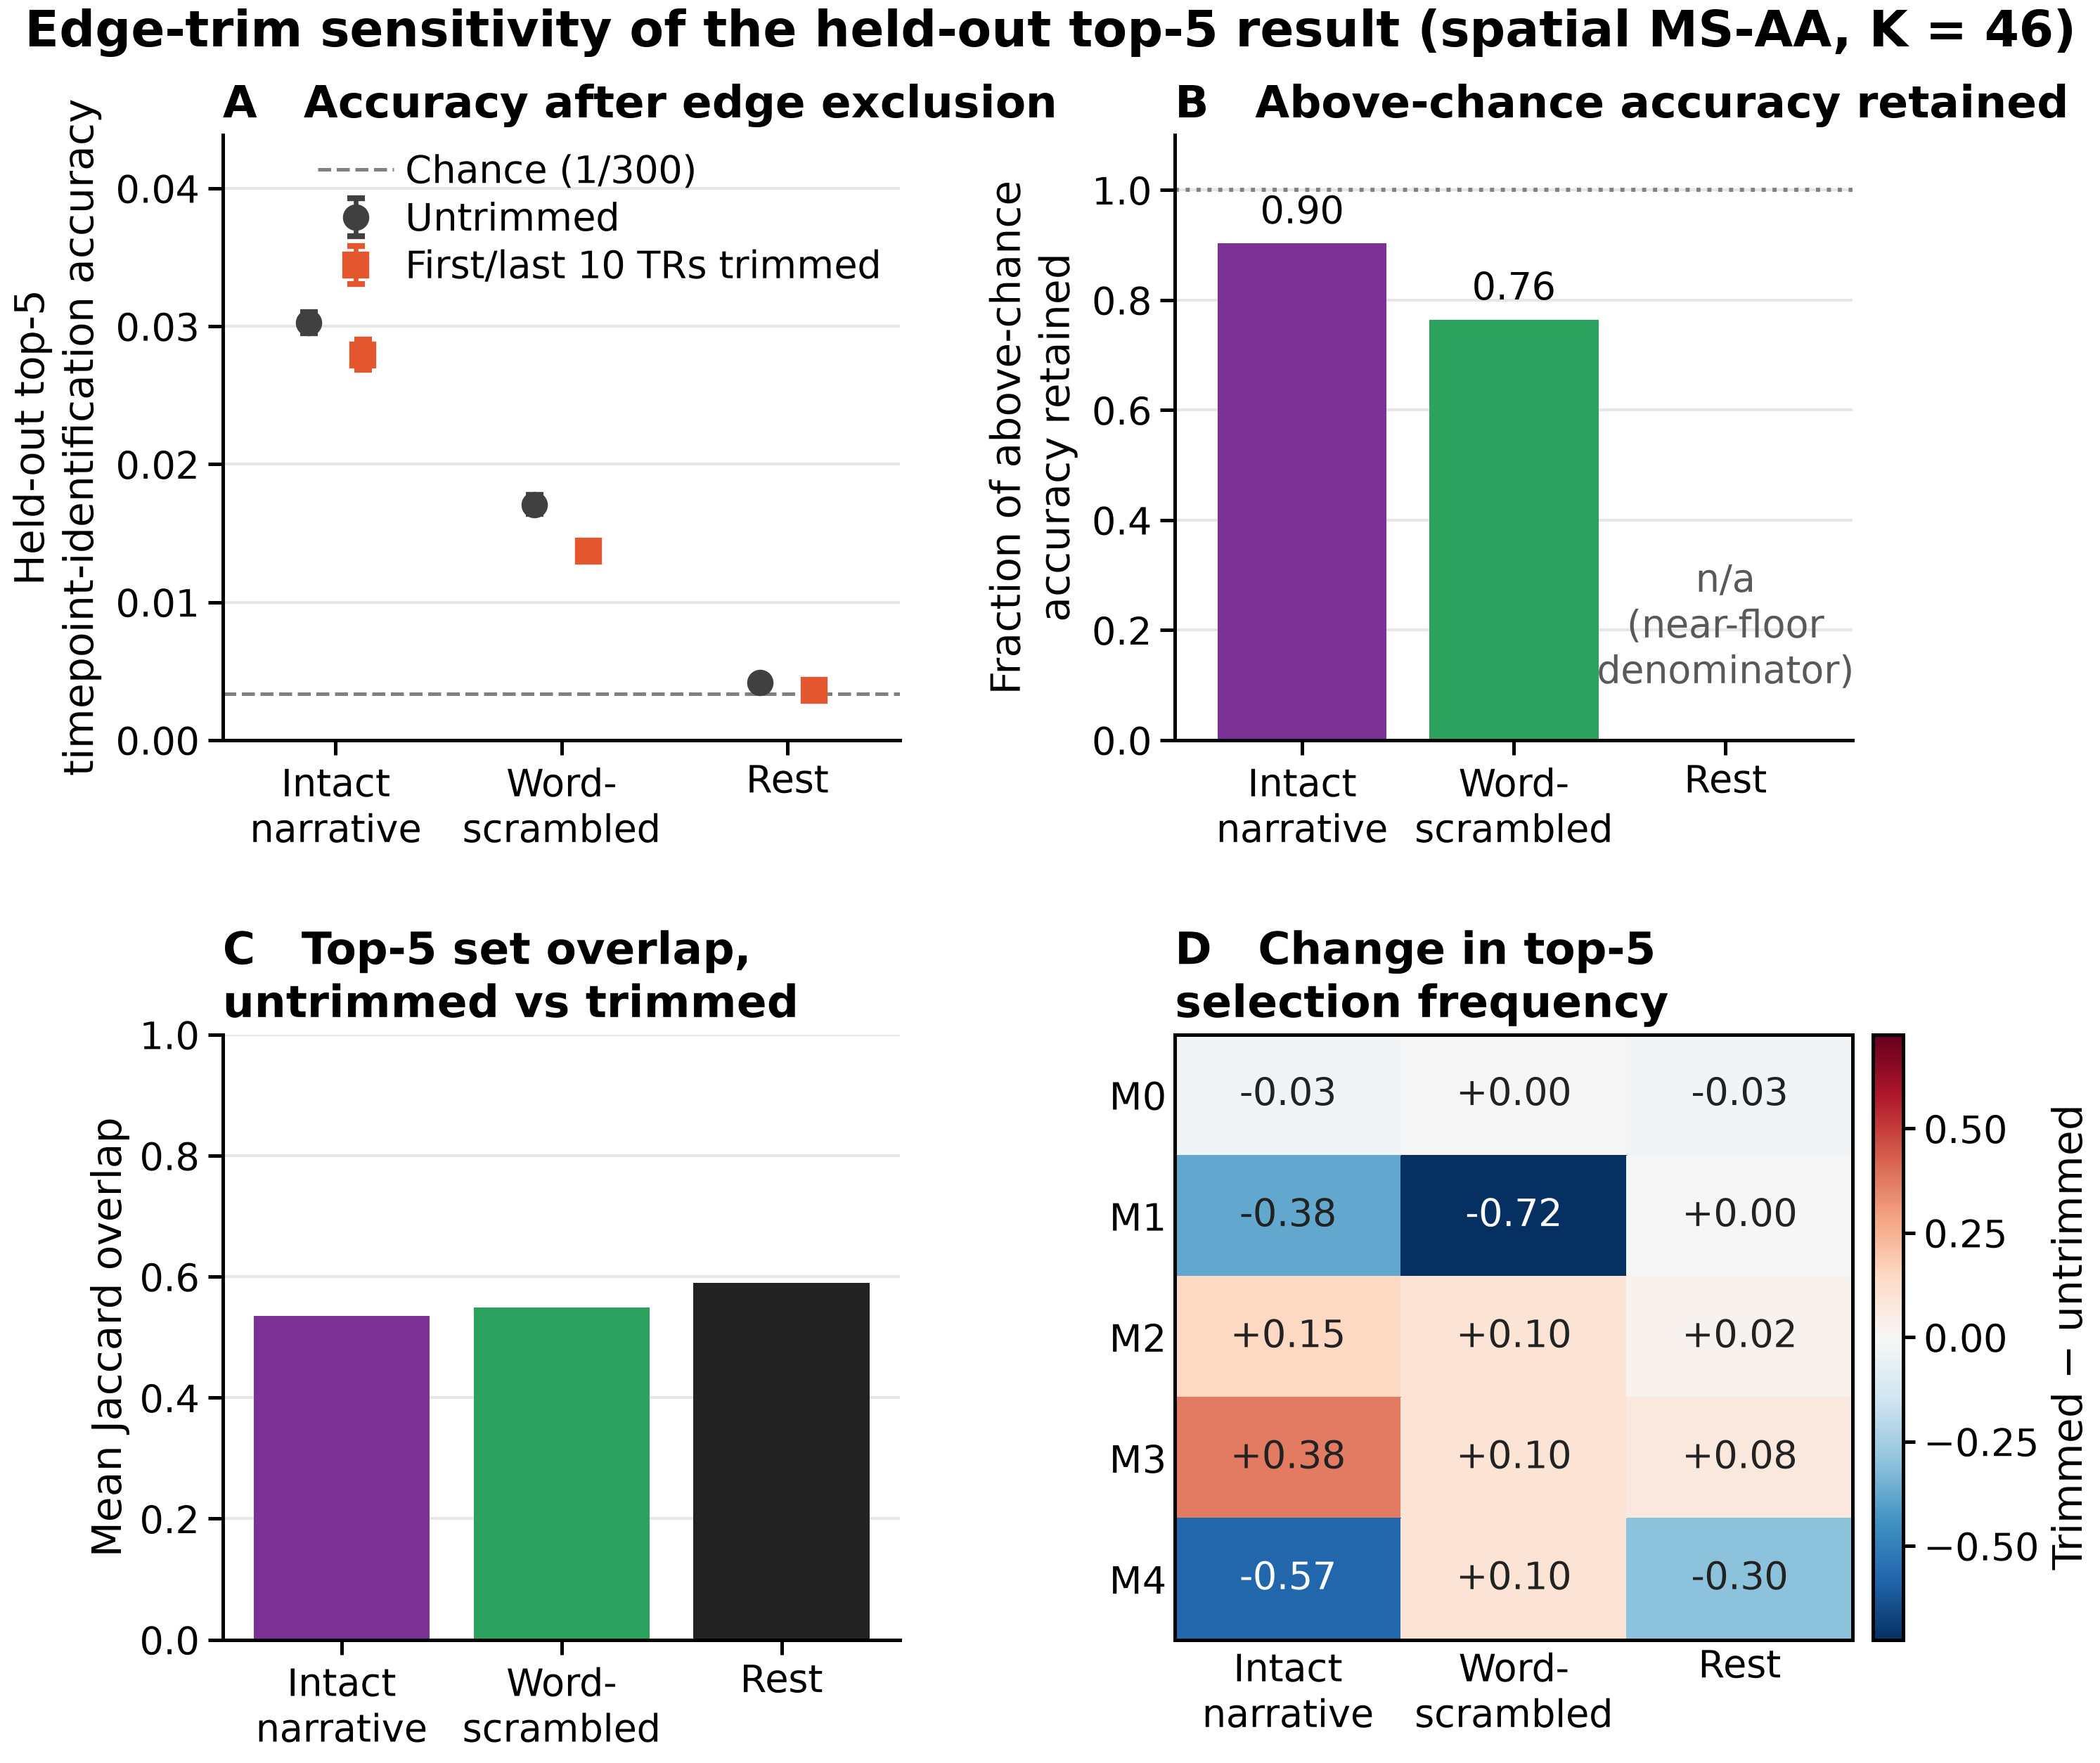 Edge-trim sensitivity of the held-out top-5 result (spatial MS-AA, K = 46)
A Accuracy after edge exclusion
Held-out top-5
timepoint-identification accuracy
0.04
0.03
0.02
0.01
0.00
Chance (1/300)
Untrimmed
First/last 10 TRs trimmed
Intact
narrative
Word-
scrambled
Rest
B Above-chance accuracy retained
Fraction of above-chance
accuracy retained
1.0
0.8
0.6
0.4
0.2
0.0
0.90
0.76
n/a
(near-floor
denominator)
Intact
narrative
Word-
scrambled
Rest
C Top-5 set overlap,
untrimmed vs trimmed
Mean Jaccard overlap
1.0
0.8
0.6
0.4
0.2
0.0
Intact
narrative
Word-
scrambled
Rest
D Change in top-5
selection frequency
M0 -0.03 +0.00 -0.03
M1 -0.38 -0.72 +0.00
M2 +0.15 +0.10 +0.02
M3 +0.38 +0.10 +0.08
M4 -0.57 +0.10 -0.30
Intact
narrative
Word-
scrambled
Rest
0.50
0.25
0.00
−0.25
−0.50
Trimmed − untrimmed